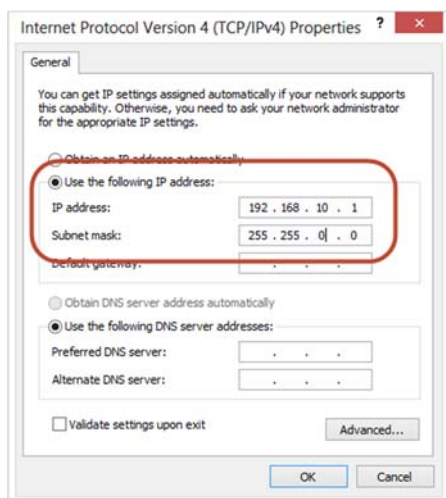 Internet Protocol Version 4 (TCP/IPv4) Properties ? ×
General
You can get IP settings assigned automatically if your network supports
this capability. Otherwise, you need to ask your network administrator
for the appropriate IP settings.
Obtain an IP address automatically
Use the following IP address:
IP address: 192 . 168 . 10 . 1
Subnet mask: 255 . 255 . 0 . 0
Default gateway: . . .
Obtain DNS server address automatically
Use the following DNS server addresses:
Preferred DNS server: . . .
Alternate DNS server: . . .
Validate settings upon exit
Advanced...
OK Cancel